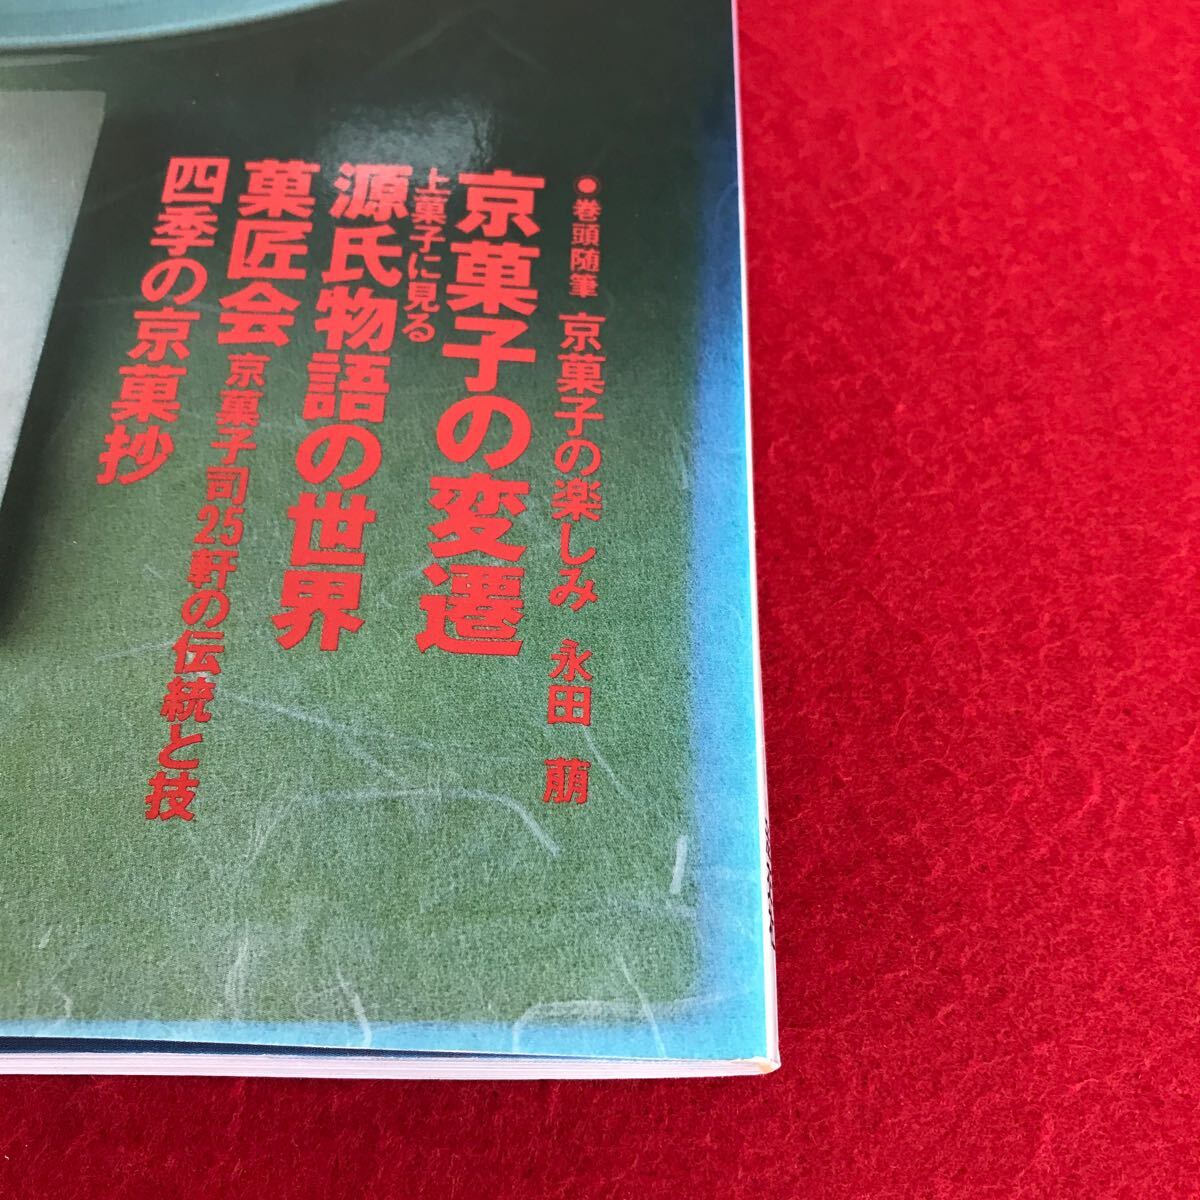 ●巻頭随筆 京菓子の楽しみ 永田 萠
京菓子の変遷
上菓子に見る
源氏物語の世界
菓匠会 京菓子司25軒の伝統と技
四季の京菓抄